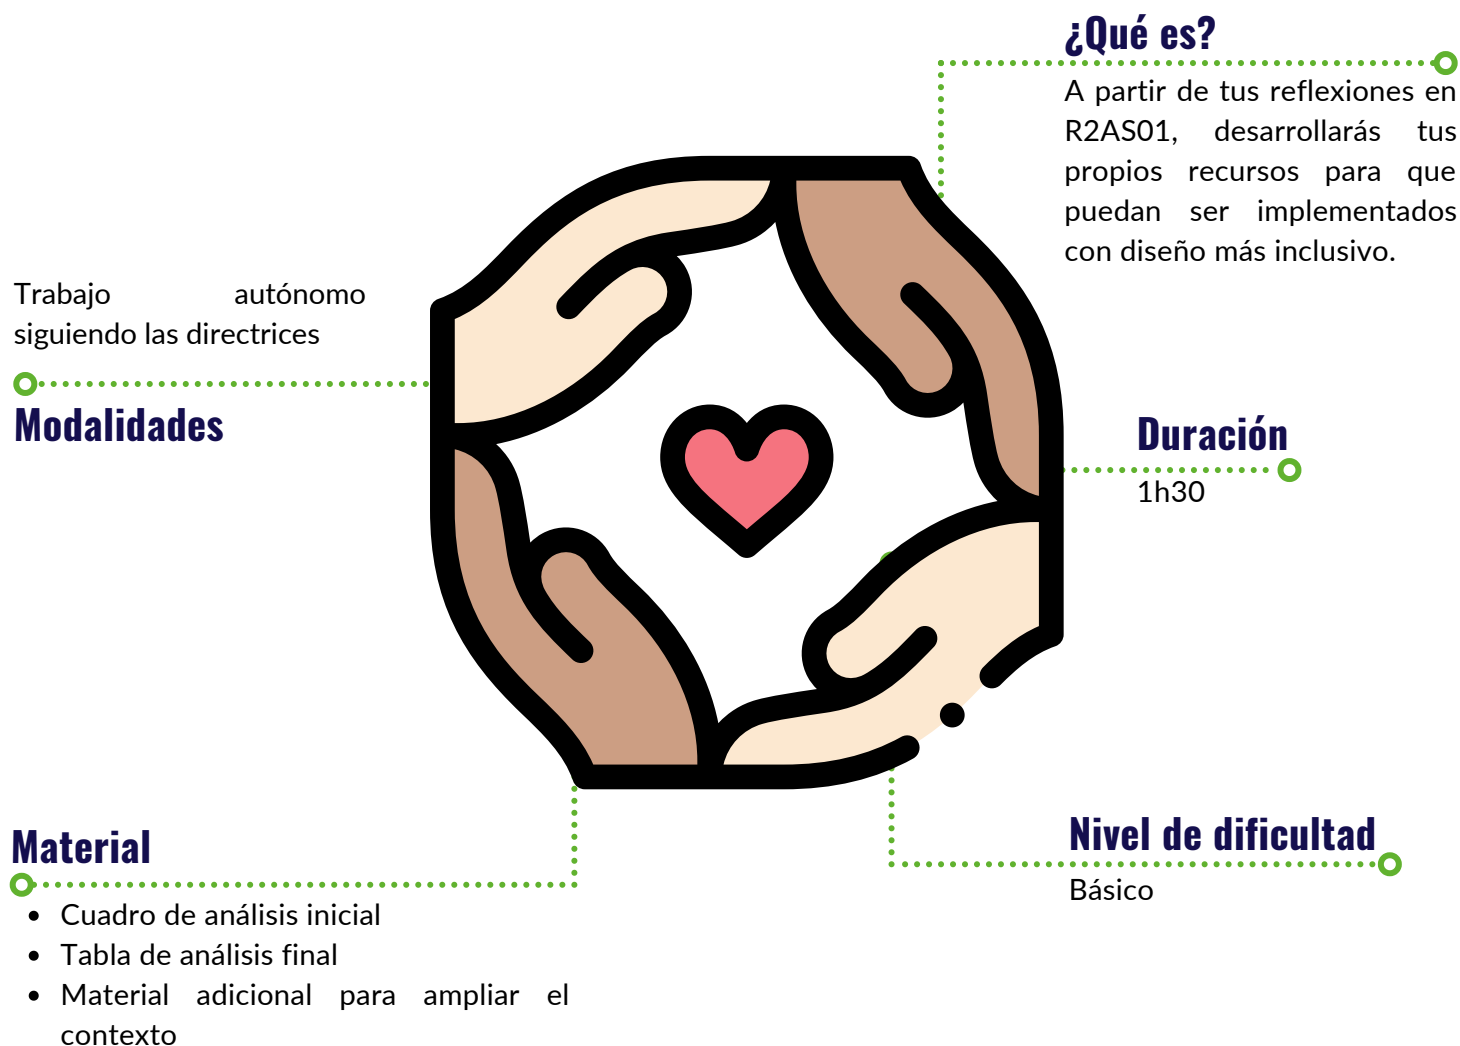 ¿Qué es?
A partir de tus reflexiones en
R2AS01, desarrollarás tus
propios recursos para que
puedan ser implementados
con diseño más inclusivo.
Trabajo autónomo
siguiendo las directrices
Modalidades
Duración
1h30
Nivel de dificultad
Básico
Material
• Cuadro de análisis inicial
• Tabla de análisis final
• Material adicional para ampliar el
contexto